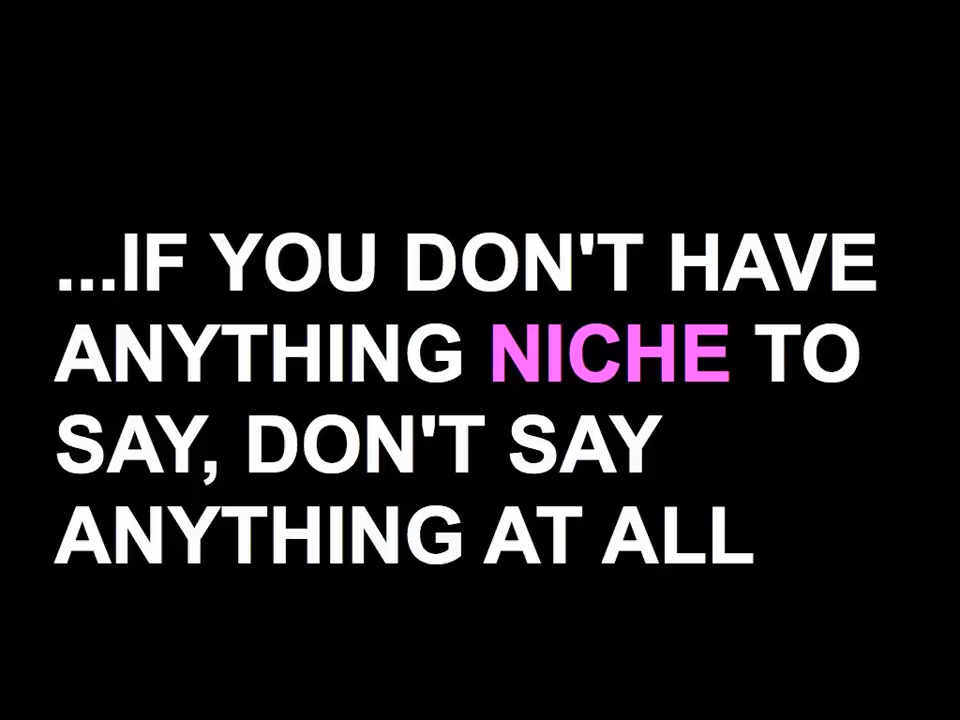 ...IF YOU DON'T HAVE
ANYTHING NICHE TO
SAY, DON'T SAY
ANYTHING AT ALL